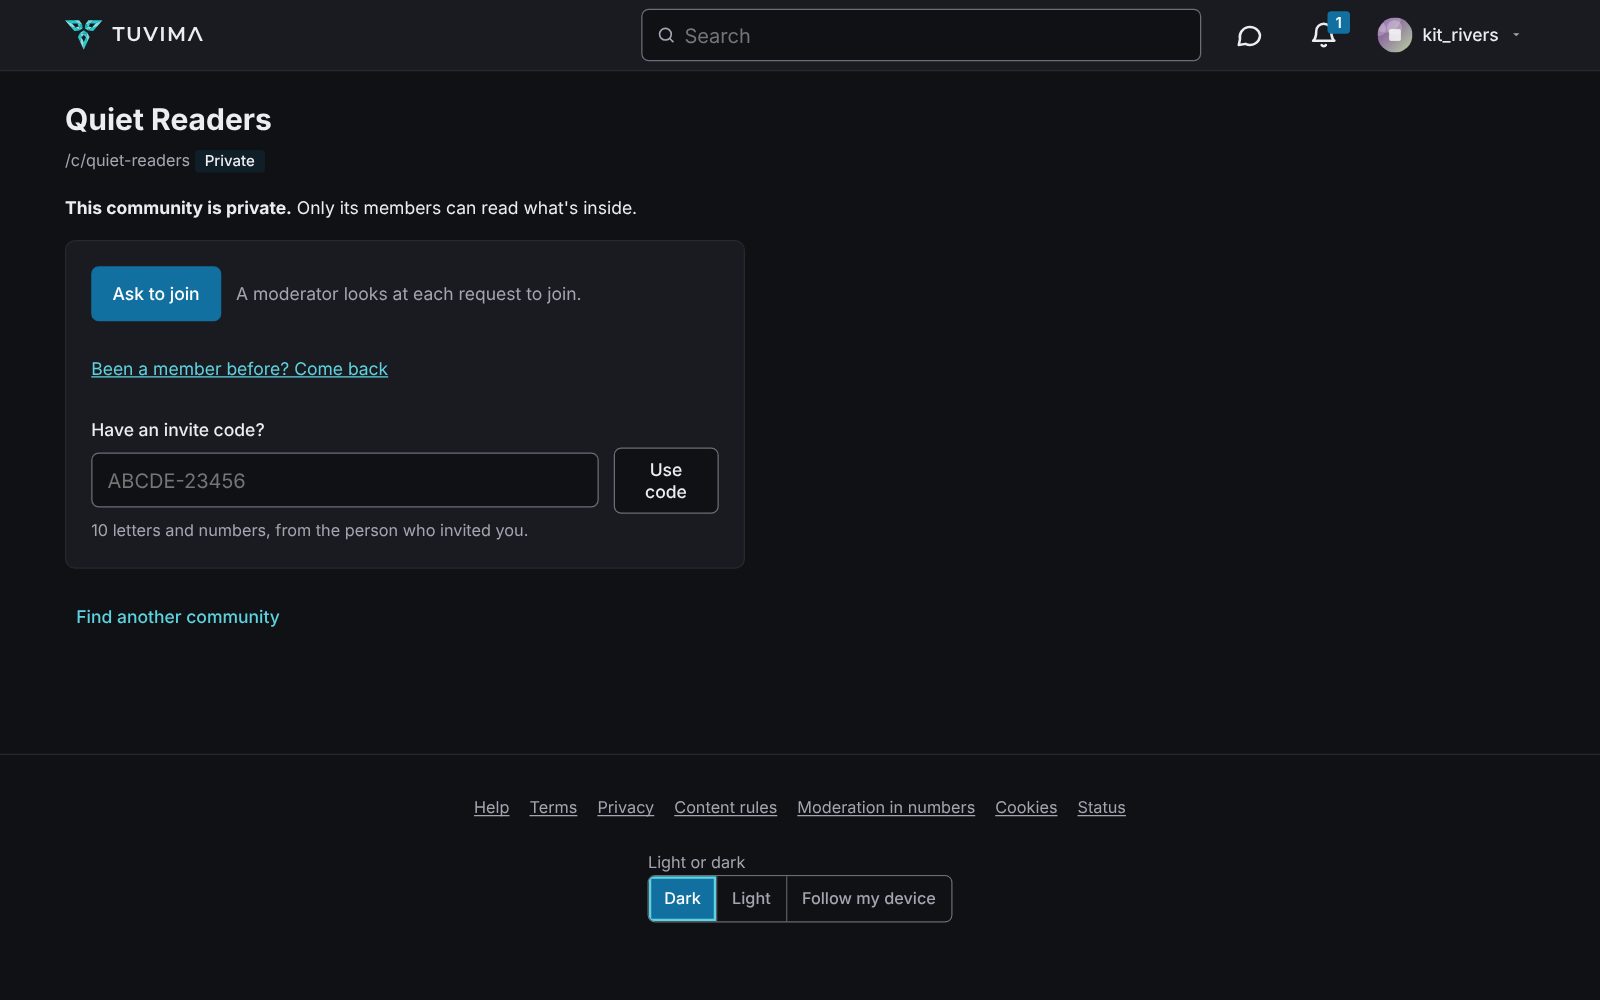 TUVIMA
Search
1
kit_rivers
Quiet Readers
/c/quiet-readers Private
This community is private. Only its members can read what's inside.
Ask to join
A moderator looks at each request to join.
Been a member before? Come back
Have an invite code?
ABCDE-23456
Use
code
10 letters and numbers, from the person who invited you.
Find another community
Help Terms Privacy Content rules Moderation in numbers Cookies Status
Light or dark
Dark Light Follow my device